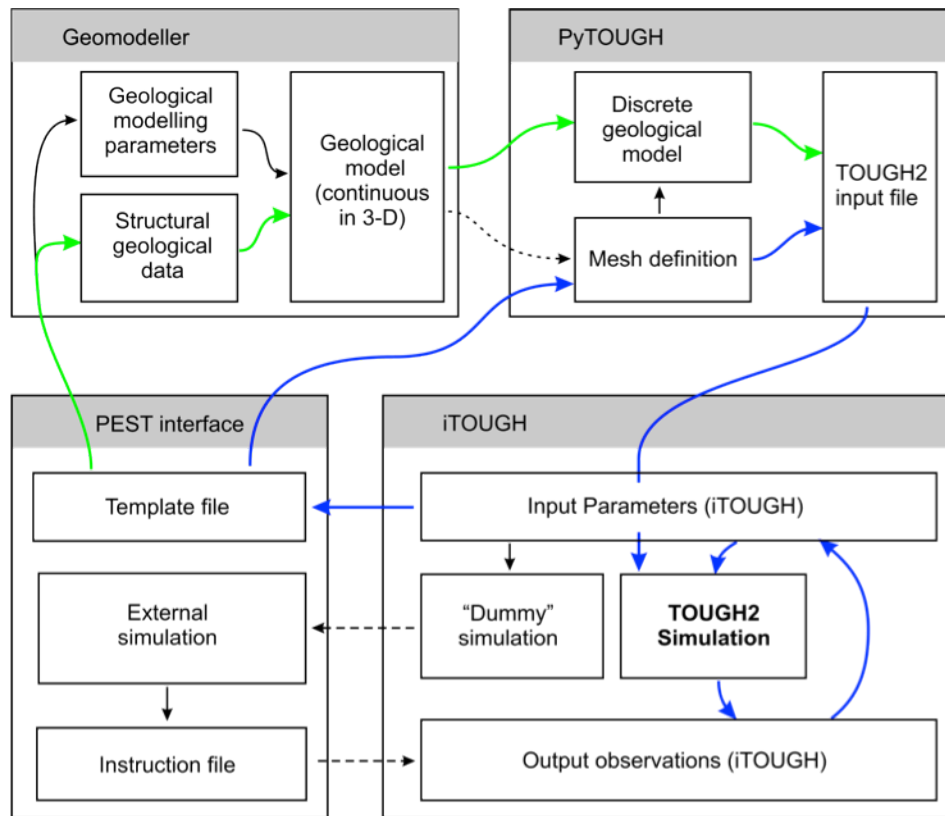 Geomodeller
Geological
modelling
parameters
Structural
geological
data
Geological
model
(continuous
in 3-D)
PyTOUGH
Discrete
geological
model
Mesh definition
TOUGH2
input file
PEST interface
Template file
External
simulation
Instruction file
iTOUGH
Input Parameters (iTOUGH)
“Dummy”
simulation
TOUGH2
Simulation
Output observations (iTOUGH)